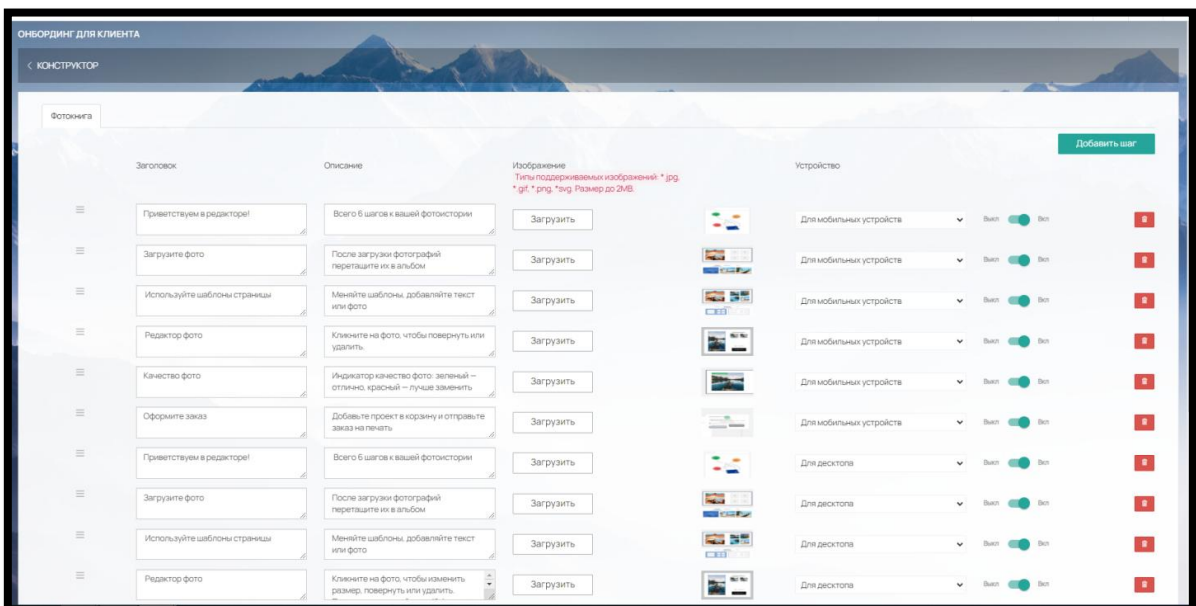 ОНБОРДИНГ ДЛЯ КЛИЕНТА
< КОНСТРУКТОР
Фотокнига
Добавить шаг
Заголовок Описание Изображение Устройство
Типы поддерживаемых изображений: *.jpg,
*.gif, *.png, *svg. Размер до 2MB.
Приветствуем в редакторе! Всего 6 шагов к вашей фотоистории Загрузить Для мобильных устройств Выкл Вкл
Загрузите фото После загрузки фотографий
перетащите их в альбом Загрузить Для мобильных устройств Выкл Вкл
Используйте шаблоны страницы Меняйте шаблоны, добавляйте текст
или фото Загрузить Для мобильных устройств Выкл Вкл
Редактор фото Кликните на фото, чтобы повернуть или
удалить. Загрузить Для мобильных устройств Выкл Вкл
Качество фото Индикатор качество фото: зеленый —
отлично, красный — лучше заменить Загрузить Для мобильных устройств Выкл Вкл
Оформите заказ Добавьте проект в корзину и отправьте
заказ на печать Загрузить Для мобильных устройств Выкл Вкл
Приветствуем в редакторе! Всего 6 шагов к вашей фотоистории Загрузить Для десктопа Выкл Вкл
Загрузите фото После загрузки фотографий
перетащите их в альбом Загрузить Для десктопа Выкл Вкл
Используйте шаблоны страницы Меняйте шаблоны, добавляйте текст
или фото Загрузить Для десктопа Выкл Вкл
Редактор фото Кликните на фото, чтобы изменить
размер, повернуть или удалить. Загрузить Для десктопа Выкл Вкл